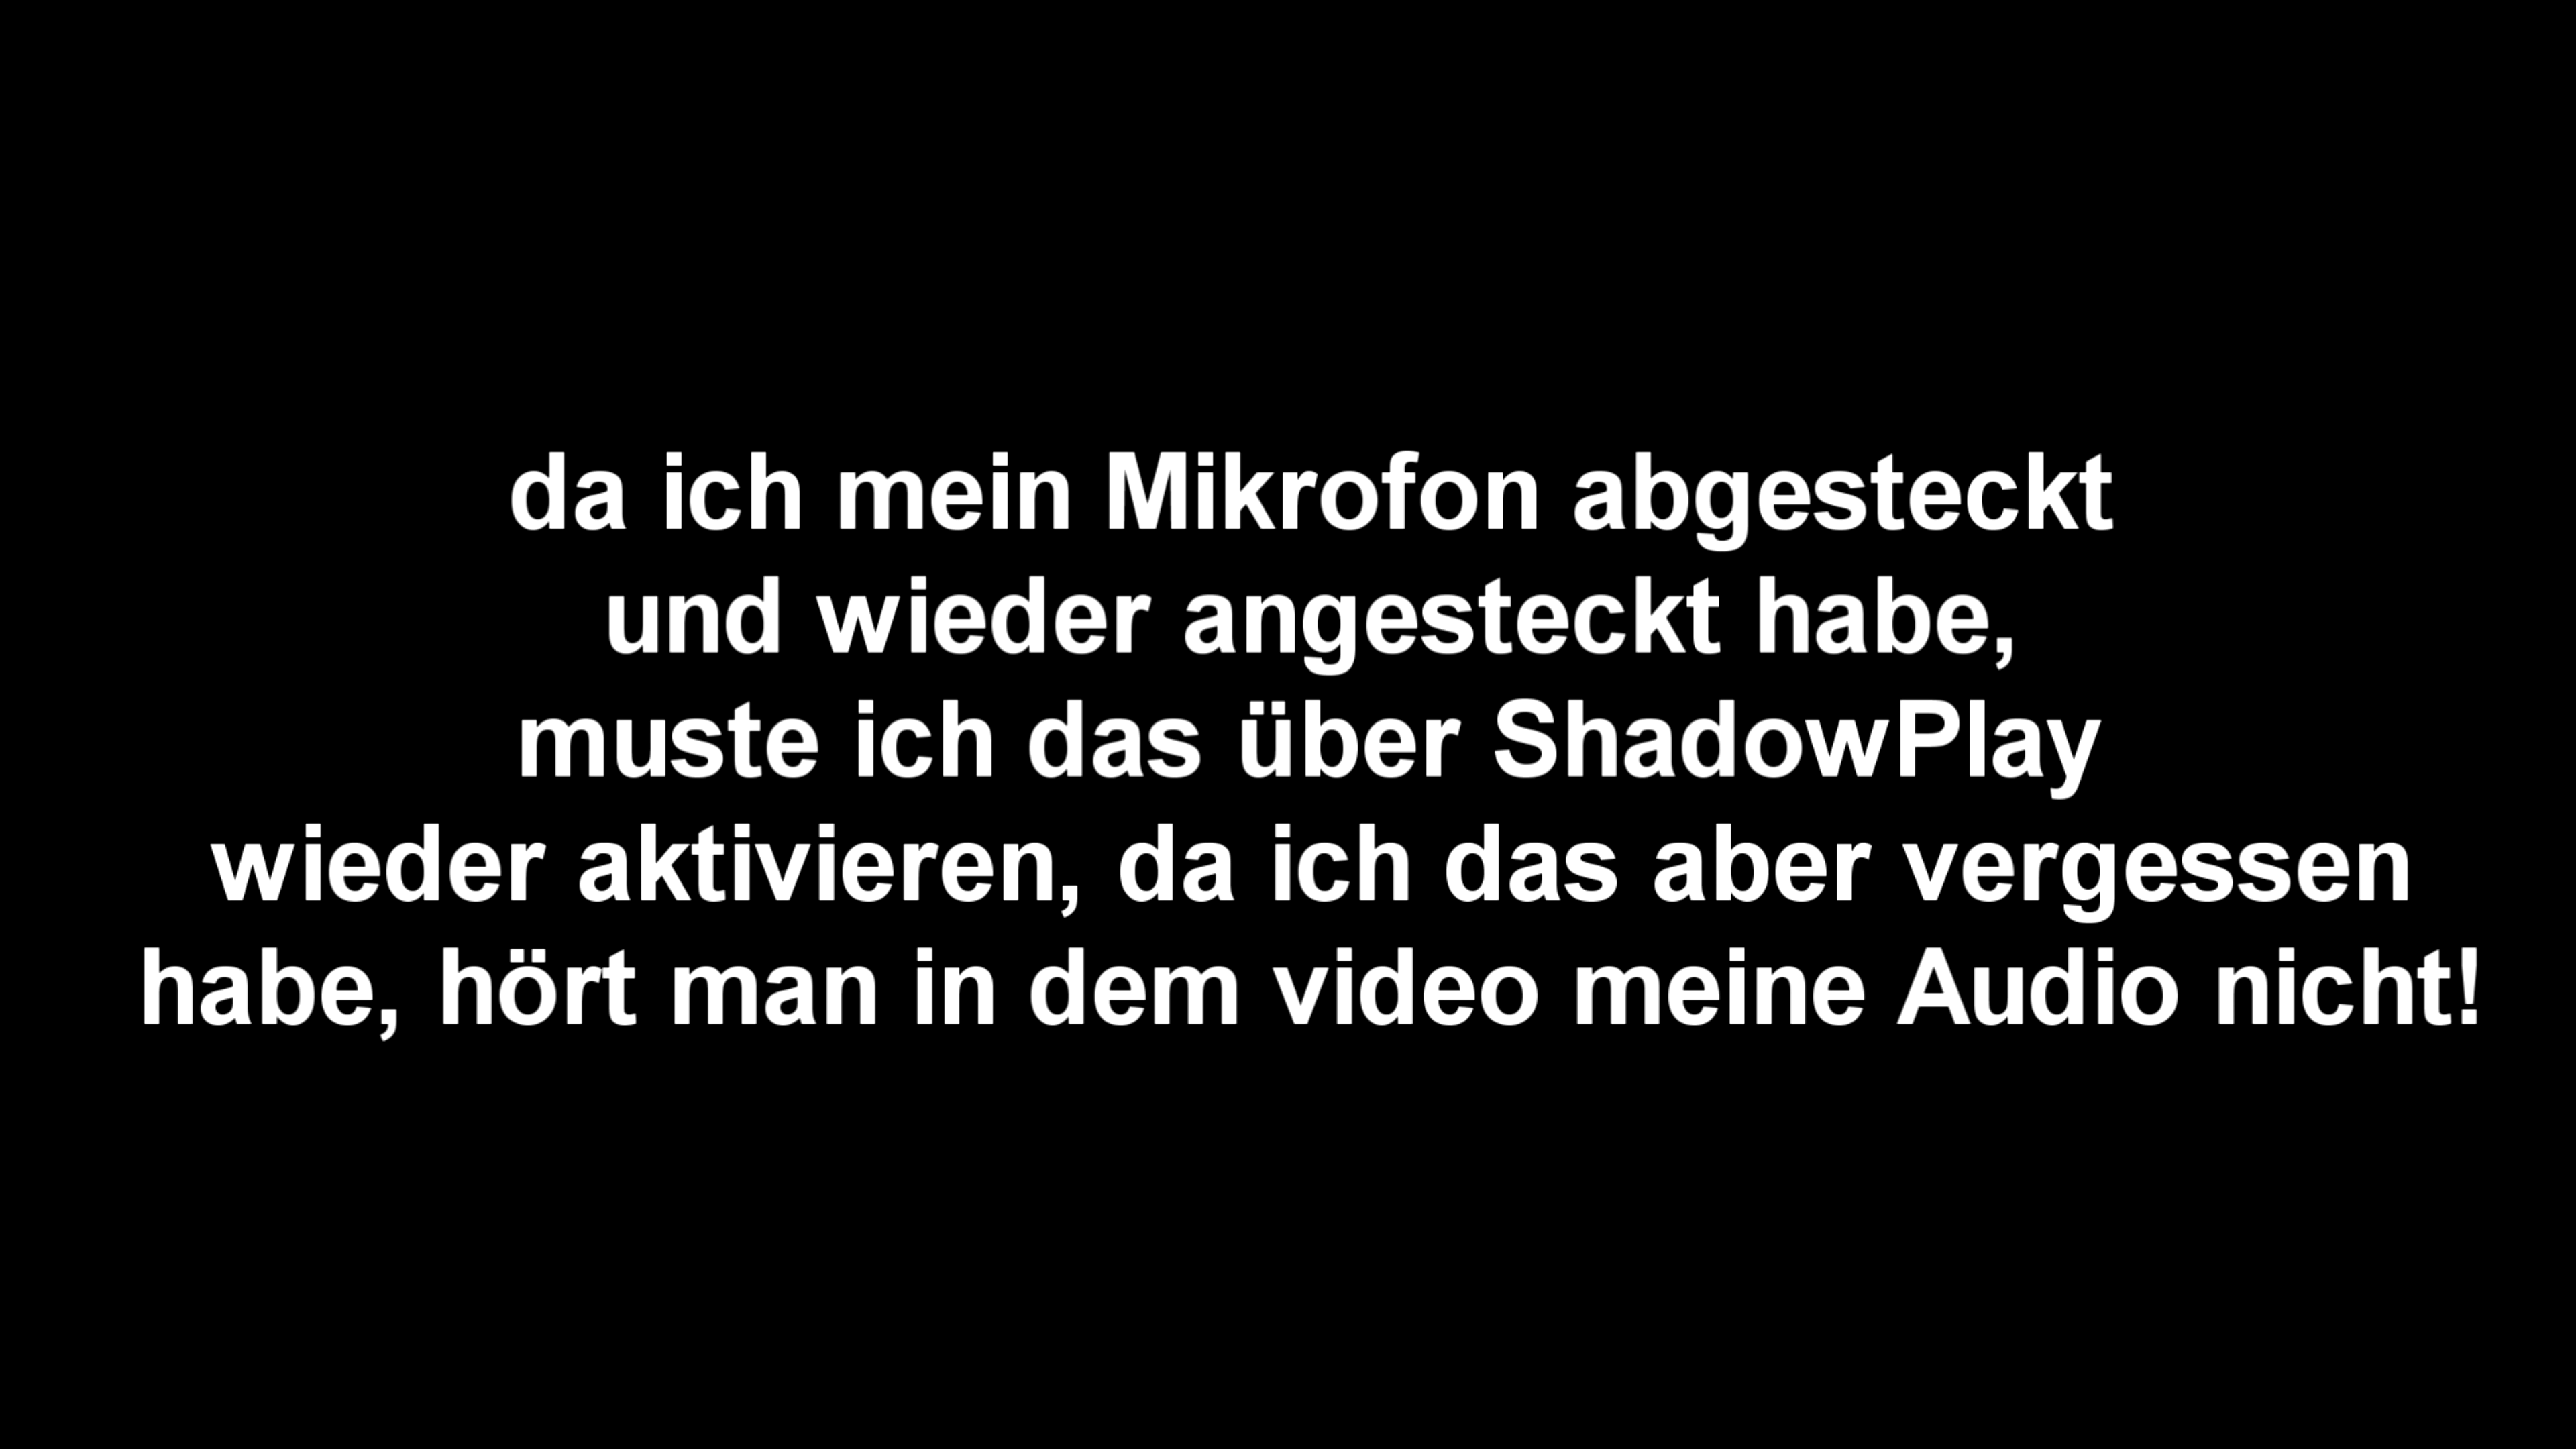 da ich mein Mikrofon abgesteckt
und wieder angesteckt habe,
muste ich das über ShadowPlay
wieder aktivieren, da ich das aber vergessen
habe, hört man in dem video meine Audio nicht!